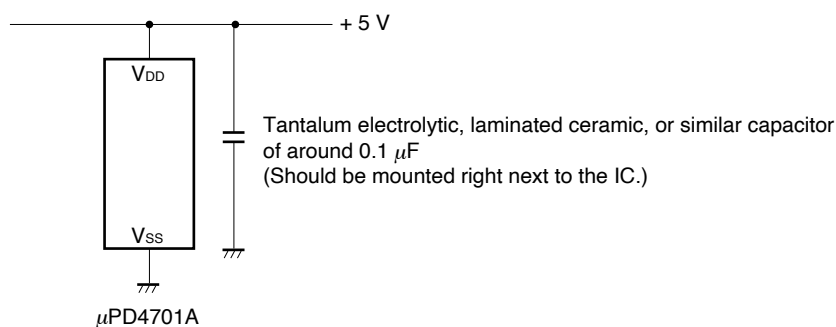 + 5 V
VDD
Tantalum electrolytic, laminated ceramic, or similar capacitor
of around 0.1 μF
(Should be mounted right next to the IC.)
VSS
μPD4701A